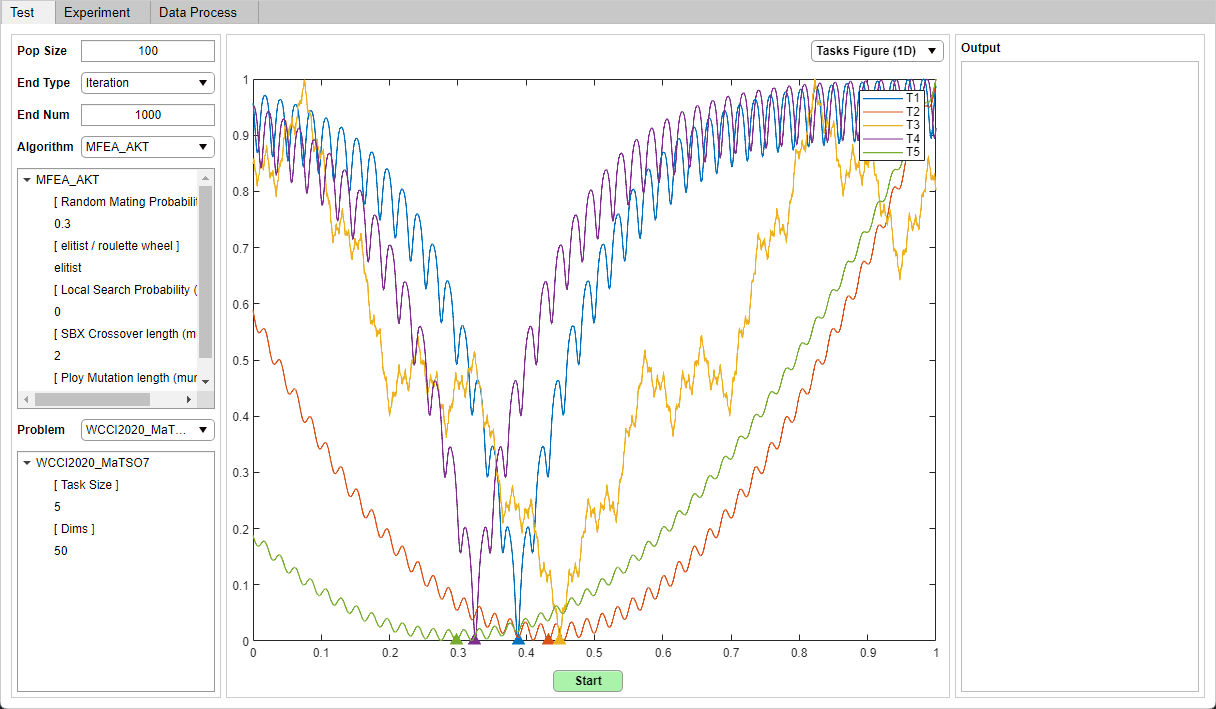 Test Experiment Data Process
Pop Size 100
End Type Iteration
End Num 1000
Algorithm MFEA_AKT
MFEA_AKT
[ Random Mating Probabilit
0.3
[ elitist / roulette wheel ]
elitist
[ Local Search Probability (
0
[ SBX Crossover length (m
2
[ Ploy Mutation length (mur
Problem WCCI2020_MaT...
WCCI2020_MaTSO7
[ Task Size ]
5
[ Dims ]
50
Tasks Figure (1D)
1
0.9
0.8
0.7
0.6
0.5
0.4
0.3
0.2
0.1
0
0 0.1 0.2 0.3 0.4 0.5 0.6 0.7 0.8 0.9 1
T1
T2
T3
T4
T5
Start
Output